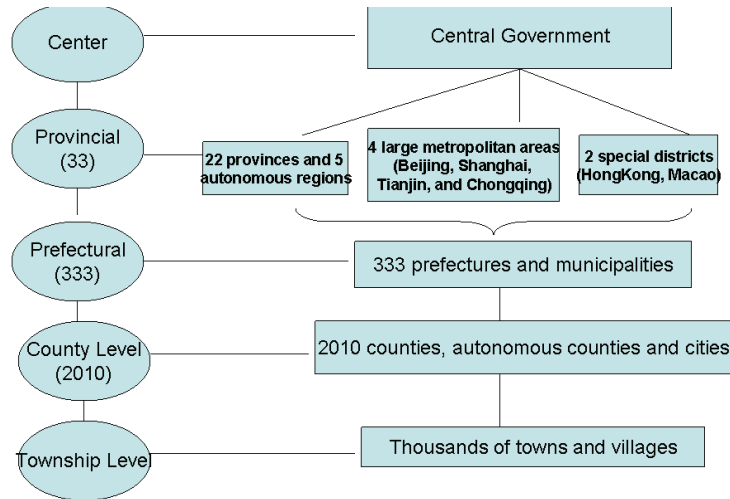 Center
Central Government
Provincial
(33)
22 provinces and 5
autonomous regions
4 large metropolitan areas
(Beijing, Shanghai,
Tianjin, and Chongqing)
2 special districts
(HongKong, Macao)
Prefectural
(333)
333 prefectures and municipalities
County Level
(2010)
2010 counties, autonomous counties and cities
Township Level
Thousands of towns and villages